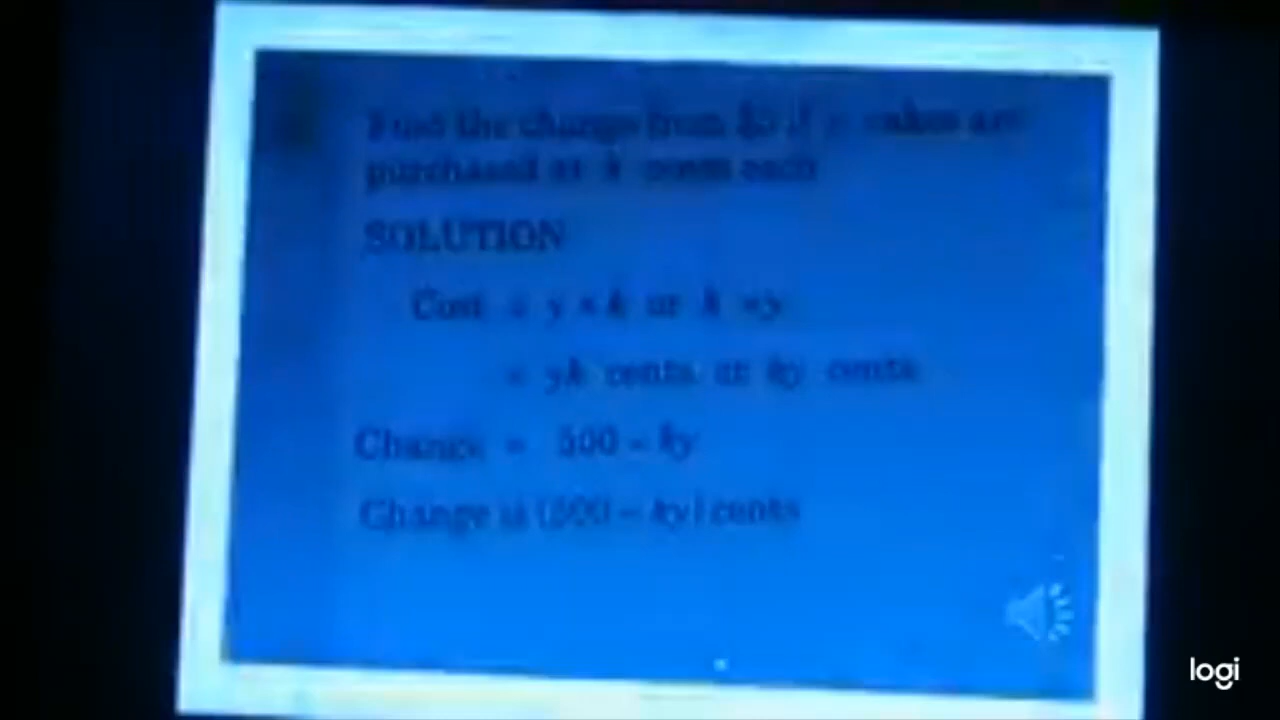 Find the change from $5 if y cakes are
purchased at k cents each
SOLUTION
Cost = y × k or k × y
= yk cents or ky cents
Change = 500 – ky
Change is (500 – ky) cents
logi